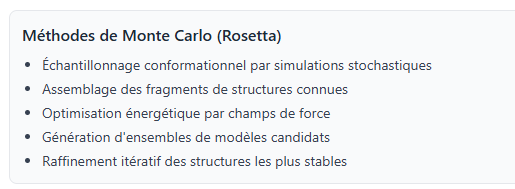 Méthodes de Monte Carlo (Rosetta)
• Échantillonnage conformationnel par simulations stochastiques
• Assemblage des fragments de structures connues
• Optimisation énergétique par champs de force
• Génération d'ensembles de modèles candidats
• Raffinement itératif des structures les plus stables